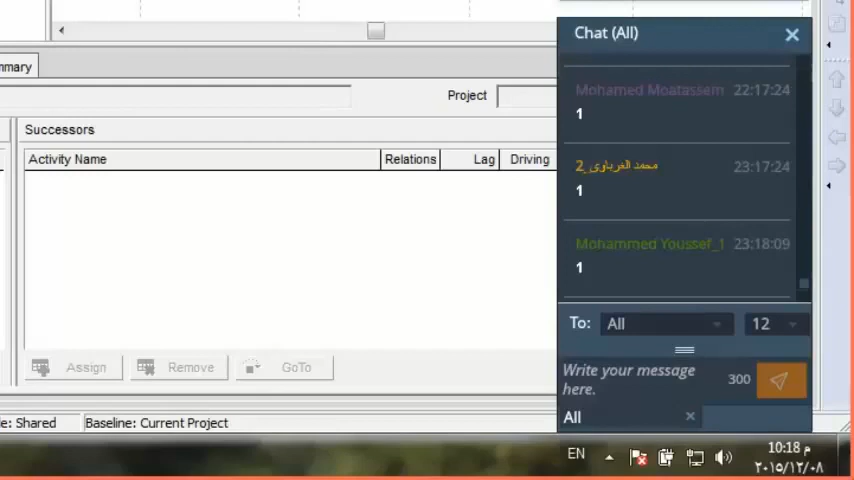 Chat (All)
mmary
Mohamed Moatassem 22:17:24
1
Project
Successors
Activity Name Relations Lag Driving
محمد الغرباوي_2 23:17:24
1
Mohammed Youssef_1 23:18:09
1
To: All 12
Assign Remove GoTo
Write your message
here.
300
All
e: Shared Baseline: Current Project
EN
10:18 م
٢٠١٥/١٢/٠٨